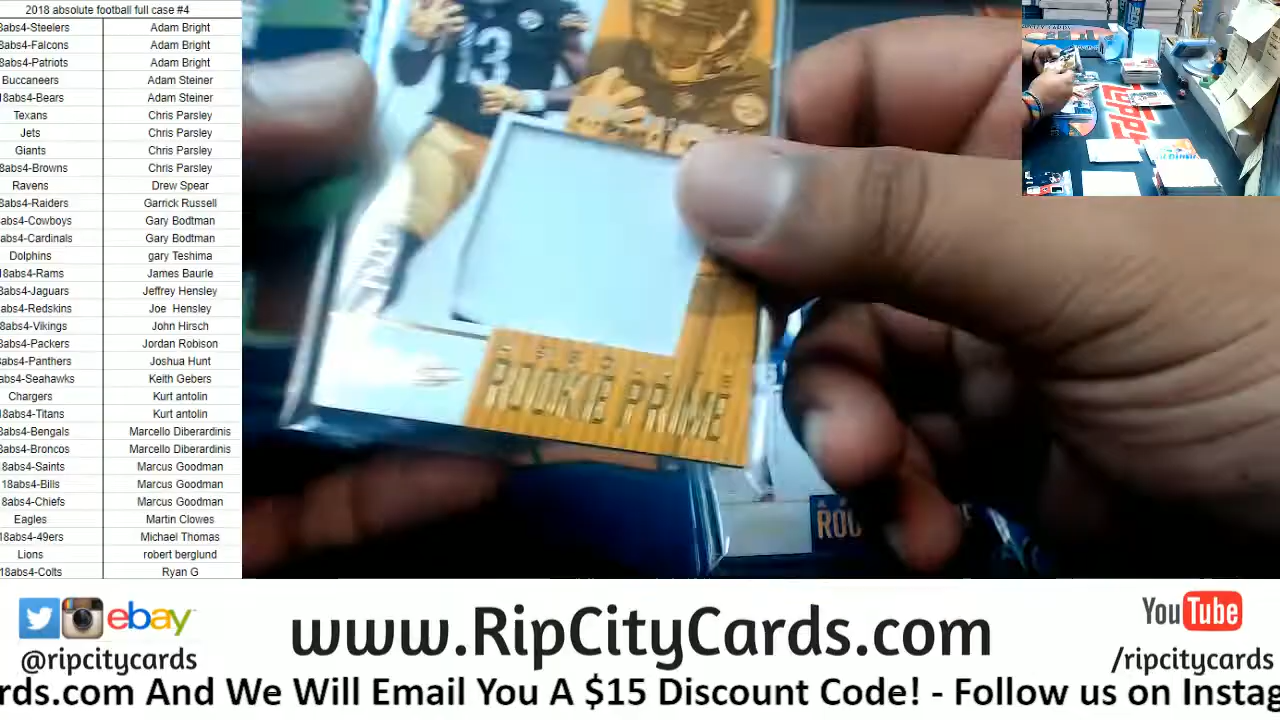 2018 absolute football full case #4
8abs4-Steelers Adam Bright
8abs4-Falcons Adam Bright
8abs4-Patriots Adam Bright
Buccaneers Adam Steiner
18abs4-Bears Adam Steiner
Texans Chris Parsley
Jets Chris Parsley
Giants Chris Parsley
8abs4-Browns Chris Parsley
Ravens Drew Spear
8abs4-Raiders Garrick Russell
abs4-Cowboys Gary Bodtman
abs4-Cardinals Gary Bodtman
Dolphins gary Teshima
18abs4-Rams James Baurle
8abs4-Jaguars Jeffrey Hensley
abs4-Redskins Joe Hensley
8abs4-Vikings John Hirsch
8abs4-Packers Jordan Robison
abs4-Panthers Joshua Hunt
abs4-Seahawks Keith Gebers
Chargers Kurt antolin
18abs4-Titans Kurt antolin
8abs4-Bengals Marcello Diberardinis
8abs4-Broncos Marcello Diberardinis
8abs4-Saints Marcus Goodman
18abs4-Bills Marcus Goodman
8abs4-Chiefs Marcus Goodman
Eagles Martin Clowes
18abs4-49ers Michael Thomas
Lions robert berglund
18abs4-Colts Ryan G
13
ABSOLUTE
ROOKIE PRIME
ROO
topps
ebay
@ripcitycards
www.RipCityCards.com
YouTube
/ripcitycards
rds.com And We Will Email You A $15 Discount Code! - Follow us on Instag